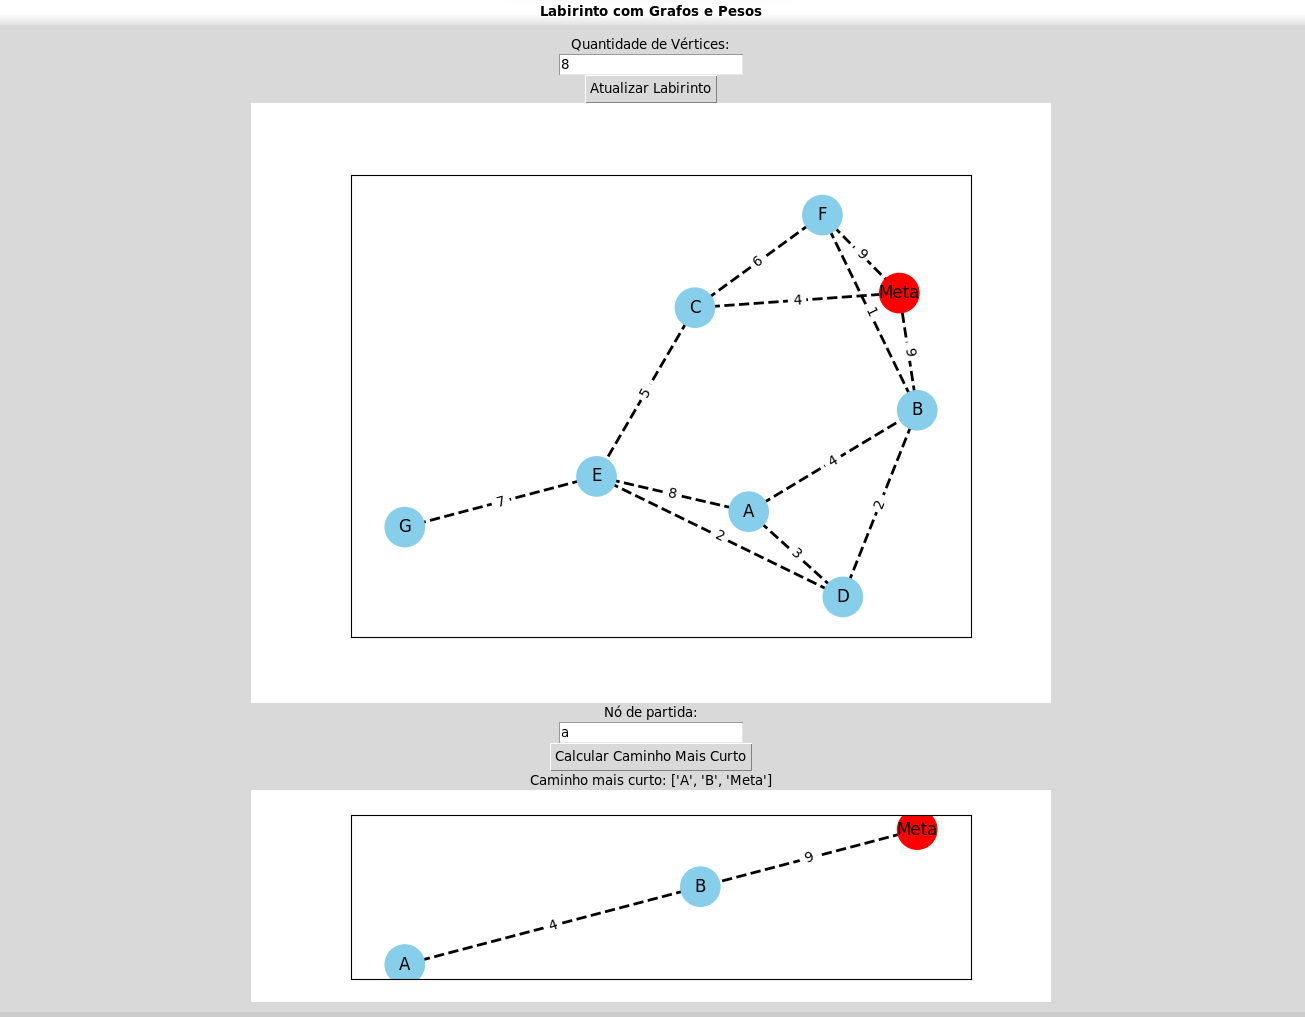 Labirinto com Grafos e Pesos
Quantidade de Vértices:
8
Atualizar Labirinto
F
9
6
Meta
4
C
1
9
5
B
4
E
8
7
2
A
G
2
3
D
Nó de partida:
a
Calcular Caminho Mais Curto
Caminho mais curto: ['A', 'B', 'Meta']
Meta
9
B
4
A